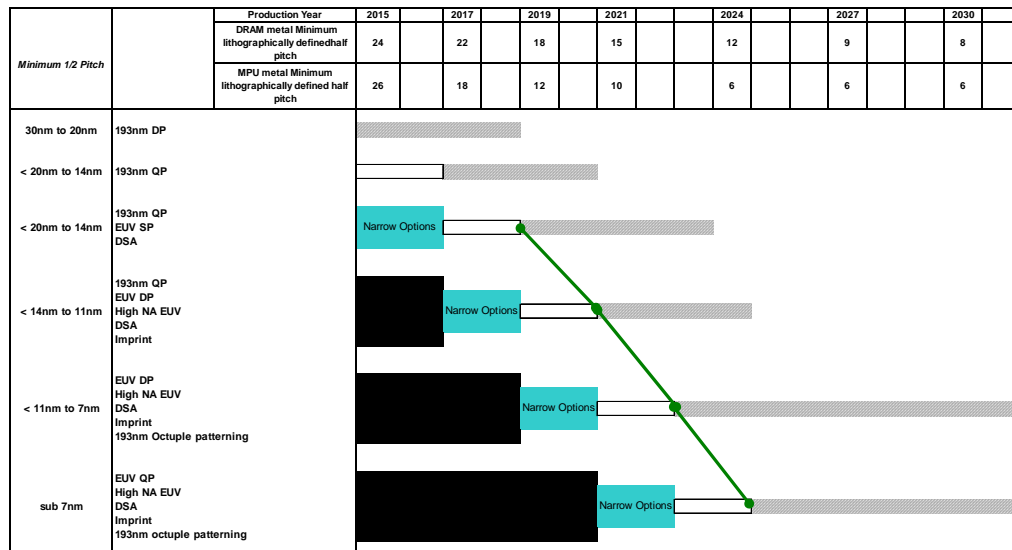 Production Year 2015 2017 2019 2021 2024 2027 2030
Minimum 1/2 Pitch
DRAM metal Minimum
lithographically definedhalf
pitch
24 22 18 15 12 9 8
MPU metal Minimum
lithographically defined half
pitch
26 18 12 10 6 6 6
30nm to 20nm
193nm DP
< 20nm to 14nm
193nm QP
< 20nm to 14nm
193nm QP
EUV SP
DSA
Narrow Options
< 14nm to 11nm
193nm QP
EUV DP
High NA EUV
DSA
Imprint
Narrow Options
< 11nm to 7nm
EUV DP
High NA EUV
DSA
Imprint
193nm Octuple patterning
Narrow Options
sub 7nm
EUV QP
High NA EUV
DSA
Imprint
193nm octuple patterning
Narrow Options